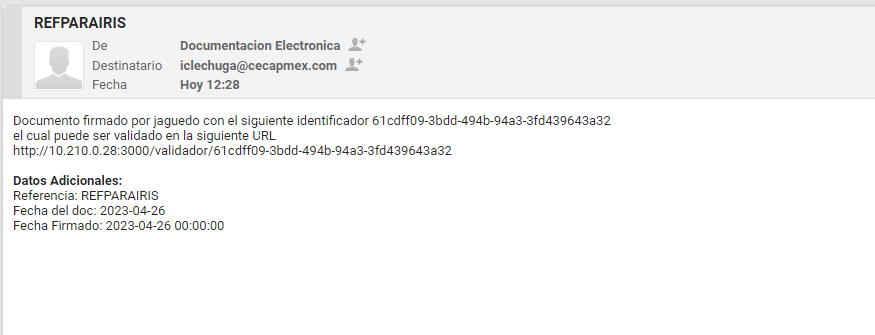 REFPARAIRIS
De Documentacion Electronica
Destinatario iclechuga@cecapmex.com
Fecha Hoy 12:28
Documento firmado por jaguedo con el siguiente identificador 61cdff09-3bdd-494b-94a3-3fd439643a32
el cual puede ser validado en la siguiente URL
http://10.210.0.28:3000/validador/61cdff09-3bdd-494b-94a3-3fd439643a32
Datos Adicionales:
Referencia: REFPARAIRIS
Fecha del doc: 2023-04-26
Fecha Firmado: 2023-04-26 00:00:00